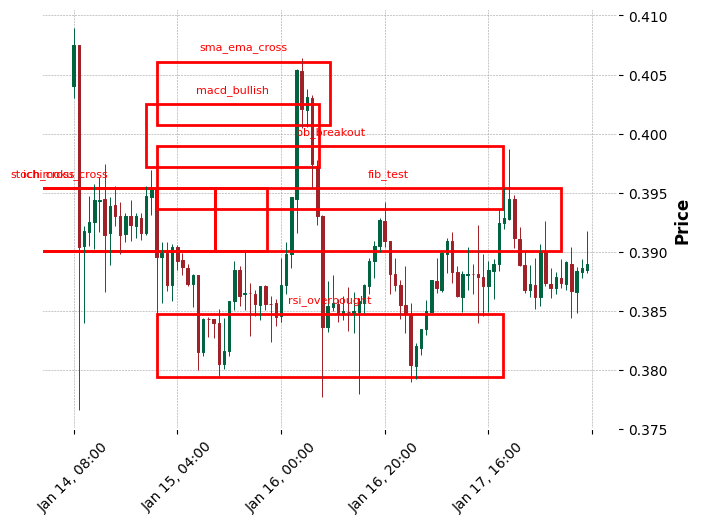 sma_ema_cross
macd_bullish
bb_breakout
stoch_cross
ichimoku_cross
fib_test
rsi_overbought
0.410
0.405
0.400
0.395
0.390
0.385
0.380
0.375
Price
Jan 14, 08:00
Jan 15, 04:00
Jan 16, 00:00
Jan 16, 20:00
Jan 17, 16:00